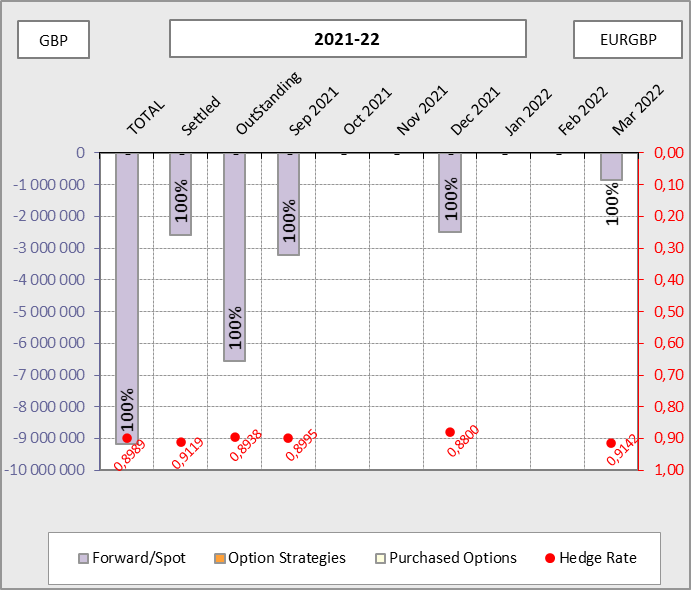 GBP
2021-22
EURGBP
TOTAL
Settled
OutStanding
Sep 2021
Oct 2021
Nov 2021
Dec 2021
Jan 2022
Feb 2022
Mar 2022
0
-1 000 000
-2 000 000
-3 000 000
-4 000 000
-5 000 000
-6 000 000
-7 000 000
-8 000 000
-9 000 000
-10 000 000
100%
100%
100%
100%
100%
100%
0,8989
0,9119
0,8938
0,8995
0,8800
0,9142
0,00
0,10
0,20
0,30
0,40
0,50
0,60
0,70
0,80
0,90
1,00
Forward/Spot
Option Strategies
Purchased Options
Hedge Rate